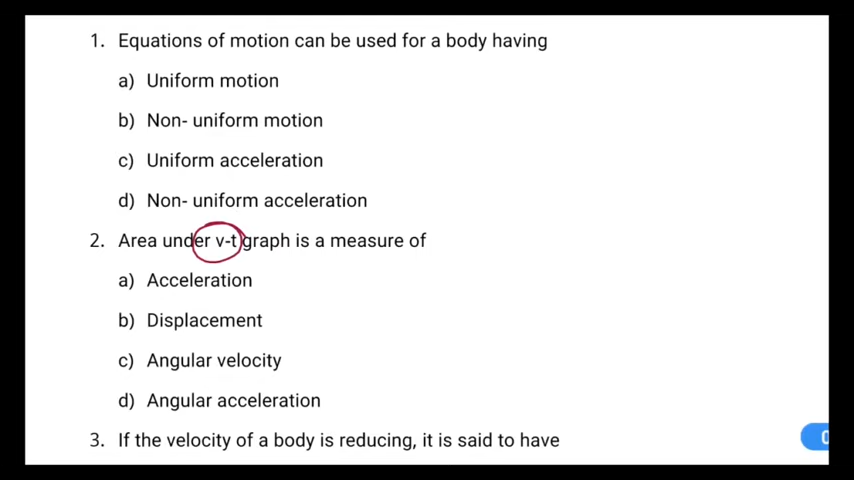 1. Equations of motion can be used for a body having
a) Uniform motion
b) Non- uniform motion
c) Uniform acceleration
d) Non- uniform acceleration
2. Area under v-t graph is a measure of
a) Acceleration
b) Displacement
c) Angular velocity
d) Angular acceleration
3. If the velocity of a body is reducing, it is said to have